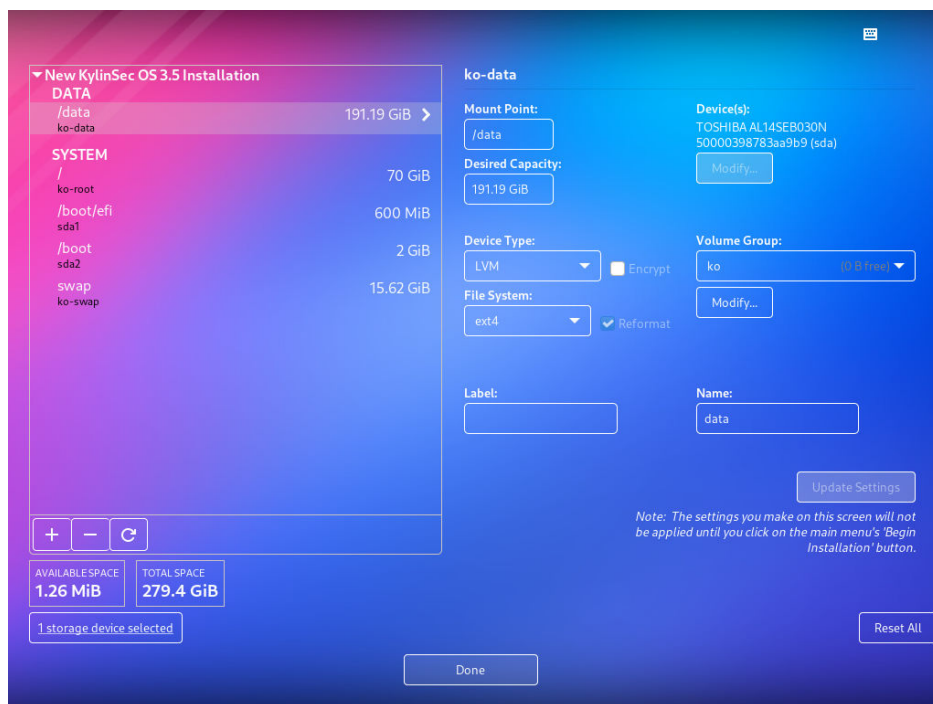 New KylinSec OS 3.5 Installation
DATA
/data
191.19 GiB
ko-data
SYSTEM
/
70 GiB
ko-root
/boot/efi
600 MiB
sda1
/boot
2 GiB
sda2
swap
15.62 GiB
ko-swap
AVAILABLE SPACE
1.26 MiB
TOTAL SPACE
279.4 GiB
1 storage device selected
ko-data
Mount Point:
/data
Desired Capacity:
191.19 GiB
Device(s):
TOSHIBA AL14SEB030N
50000398783aa9b9 (sda)
Modify...
Device Type:
LVM
Encrypt
File System:
ext4
Reformat
Volume Group:
ko (0 B free)
Modify...
Label:
Name:
data
Update Settings
Note: The settings you make on this screen will not
be applied until you click on the main menu's 'Begin
Installation' button.
Reset All
Done